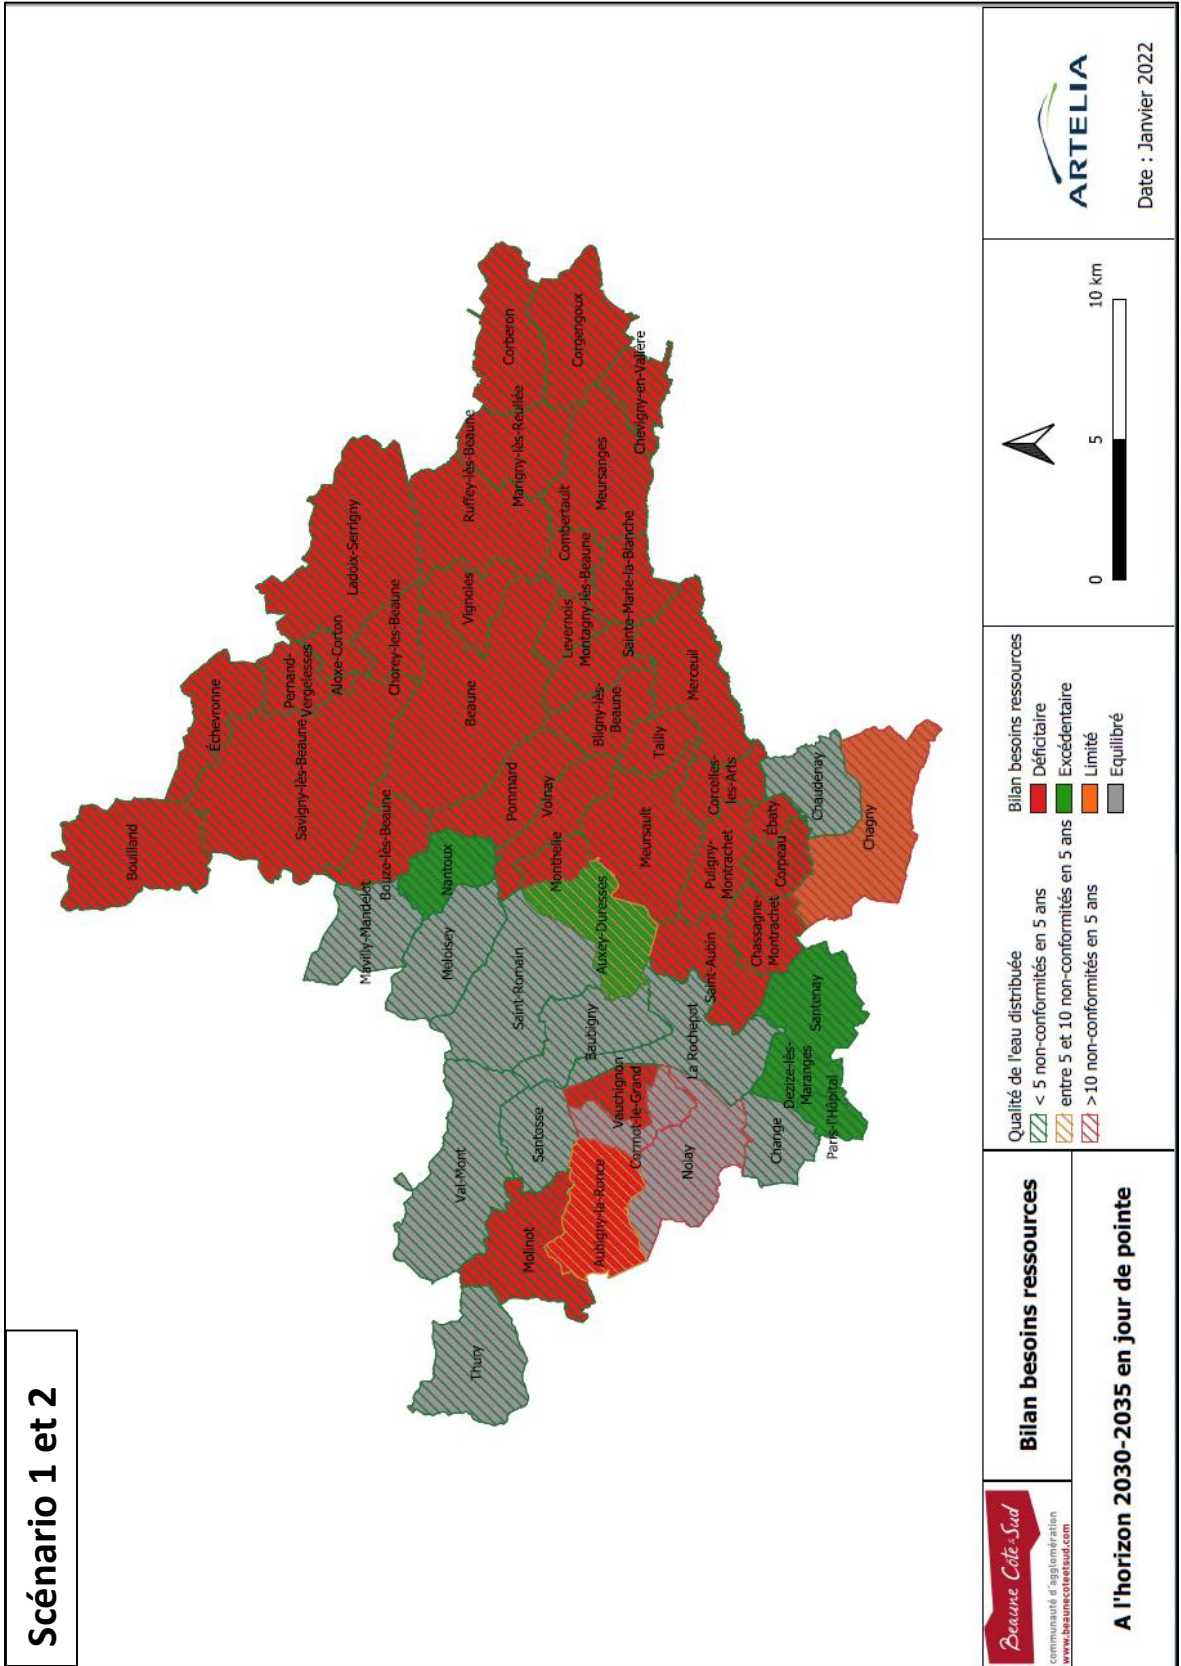 Scénario 1 et 2
Bouilland
Échevronne
Savigny-lès-Beaune
Pernand-
Vergelesses
Aloxe-Corton
Ladoix-Serrigny
Chorey-les-Beaune
Bouze-lès-Beaune
Mavilly-Mandelot
Nantoux
Meloisey
Beaune
Vignoles
Ruffey-lès-Beaune
Marigny-lès-Reullée
Corberon
Corgengoux
Chevigny-en-Valière
Meursanges
Combertault
Levernois
Montagny-lès-Beaune
Sainte-Marie-la-Blanche
Pommard
Volnay
Bligny-lès-
Beaune
Tailly
Merceuil
Monthelie
Meursault
Saint-Romain
Auxey-Duresses
Corcelles-
les-Arts
Puligny-
Montrachet
Ébaty
Corpeau
Chaudenay
Chagny
Chassagne-
Montrachet
Saint-Aubin
Baubigny
La Rochepot
Santenay
Dezize-lès-
Maranges
Paris-l'Hôpital
Change
Nolay
Vauchignon
Cormot-le-Grand
Santosse
Val-Mont
Aubigny-la-Ronce
Molinot
Thury
Beaune Côte & Sud
communauté d'agglomération
www.beaunecoteetsud.com
Bilan besoins ressources
A l'horizon 2030-2035 en jour de pointe
Qualité de l'eau distribuée
< 5 non-conformités en 5 ans
entre 5 et 10 non-conformités en 5 ans
>10 non-conformités en 5 ans
Bilan besoins ressources
Déficitaire
Excédentaire
Limité
Equilibré
0 5 10 km
ARTELIA
Date : Janvier 2022